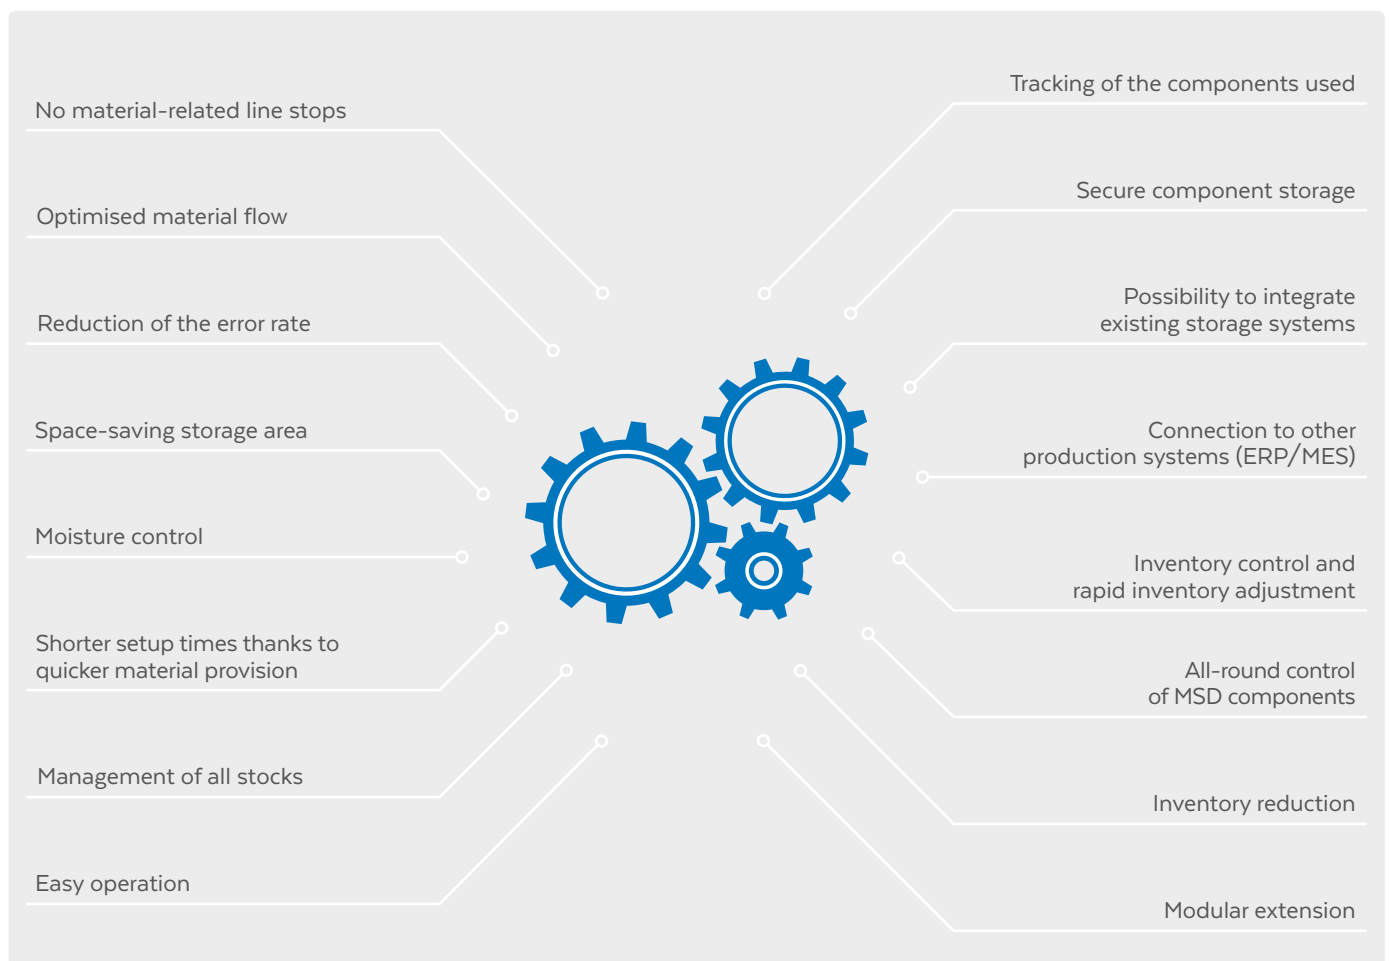 No material-related line stops
Optimised material flow
Reduction of the error rate
Space-saving storage area
Moisture control
Shorter setup times thanks to
quicker material provision
Management of all stocks
Easy operation
Tracking of the components used
Secure component storage
Possibility to integrate
existing storage systems
Connection to other
production systems (ERP/MES)
Inventory control and
rapid inventory adjustment
All-round control
of MSD components
Inventory reduction
Modular extension